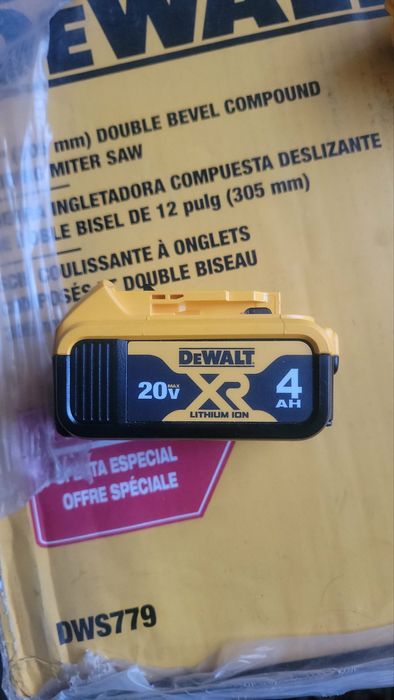 DEWALT
mm) DOUBLE BEVEL COMPOUND
MITER SAW
INGLETADORA COMPUESTA DESLIZANTE
BISEL DE 12 pulg (305 mm)
COULISSANTE À ONGLETS
DOUBLE BISEAU
DEWALT
20V MAX
XR
LITHIUM ION
4
AH
OFERTA ESPECIAL
OFFRE SPÉCIALE
DWS779